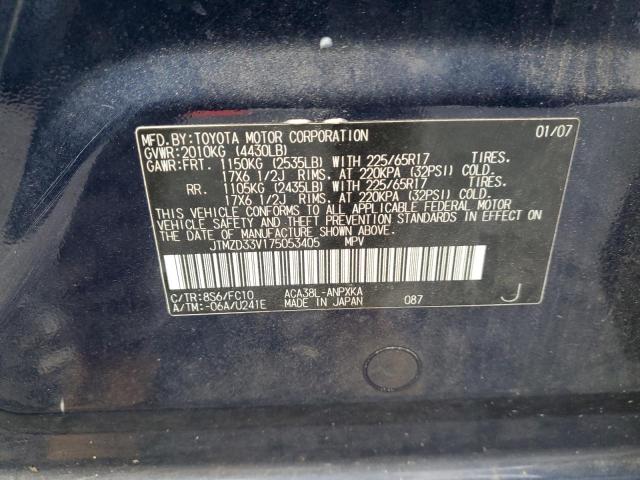 MFD.BY:TOYOTA MOTOR CORPORATION 01/07
GVWR:2010KG (4430LB)
GAWR:FRT. 1150KG (2535LB) WITH 225/65R17 TIRES.
17X6 1/2J RIMS. AT 220KPA (32PSI) COLD.
RR. 1105KG (2435LB) WITH 225/65R17 TIRES.
17X6 1/2J RIMS. AT 220KPA (32PSI) COLD.
THIS VEHICLE CONFORMS TO ALL APPLICABLE FEDERAL MOTOR
VEHICLE SAFETY AND THEFT PREVENTION STANDARDS IN EFFECT ON
THE DATE OF MANUFACTURE SHOWN ABOVE.
JTMZD33V175053405 MPV
C/TR:8S6/FC10 ACA38L-ANPXKA
A/TM:-06A/U241E MADE IN JAPAN 087 J